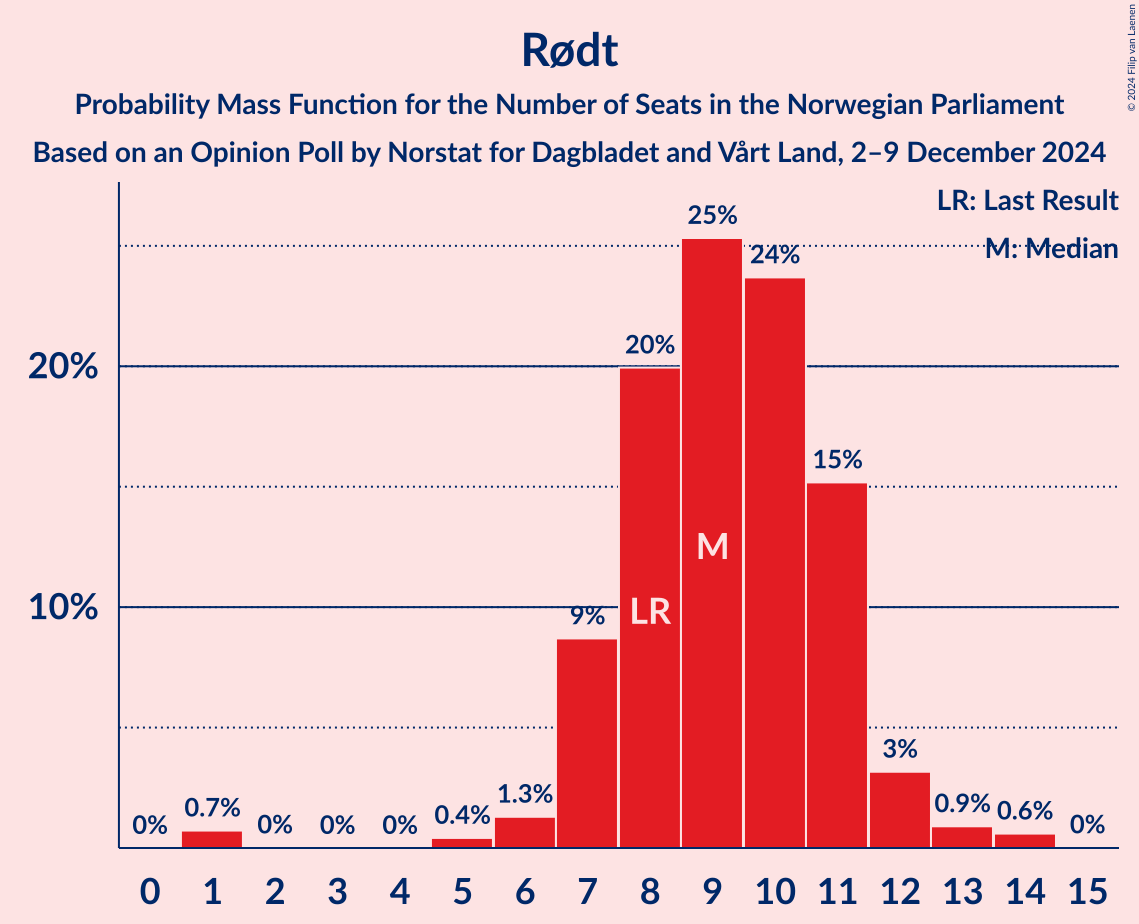 Rødt
Probability Mass Function for the Number of Seats in the Norwegian Parliament
Based on an Opinion Poll by Norstat for Dagbladet and Vårt Land, 2–9 December 2024
© 2024 Filip van Laenen
LR: Last Result
M: Median
25%
24%
20%
20%
15%
M
10%
9%
LR
3%
0% 0.7% 0% 0% 0% 0.4% 1.3% 0.9% 0.6% 0%
0 1 2 3 4 5 6 7 8 9 10 11 12 13 14 15